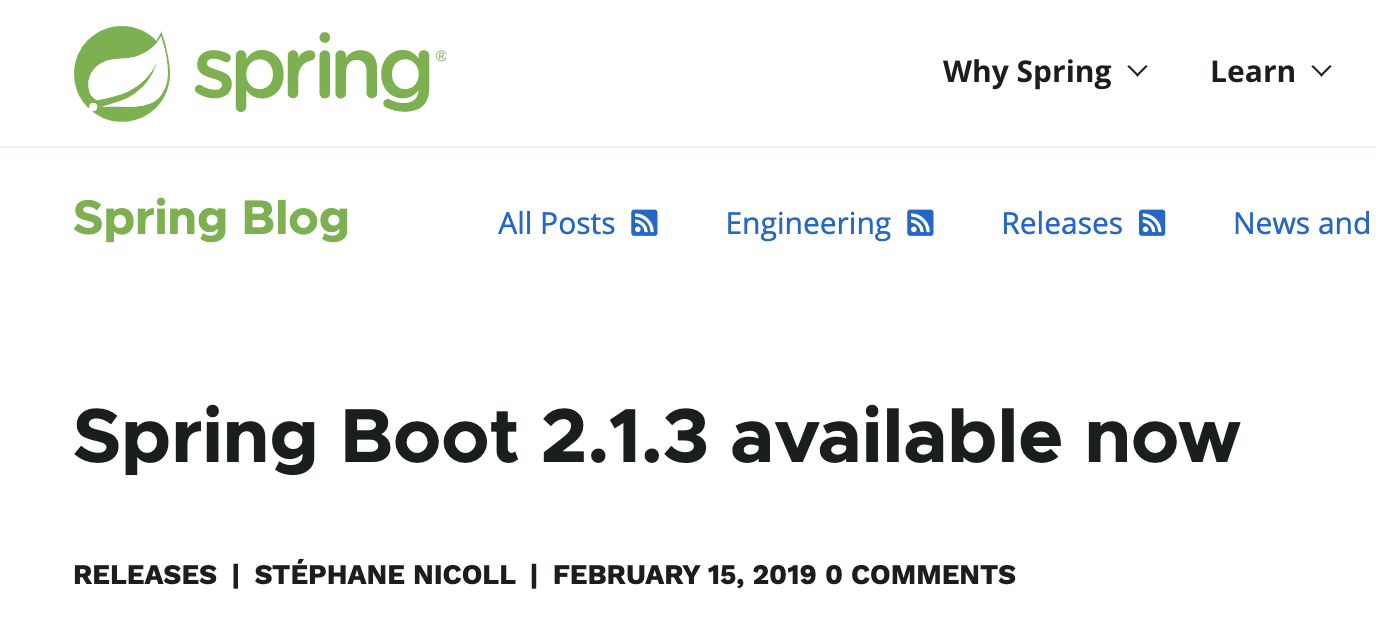 spring®
Why Spring Learn
Spring Blog All Posts Engineering Releases News and
Spring Boot 2.1.3 available now
RELEASES | STÉPHANE NICOLL | FEBRUARY 15, 2019 0 COMMENTS